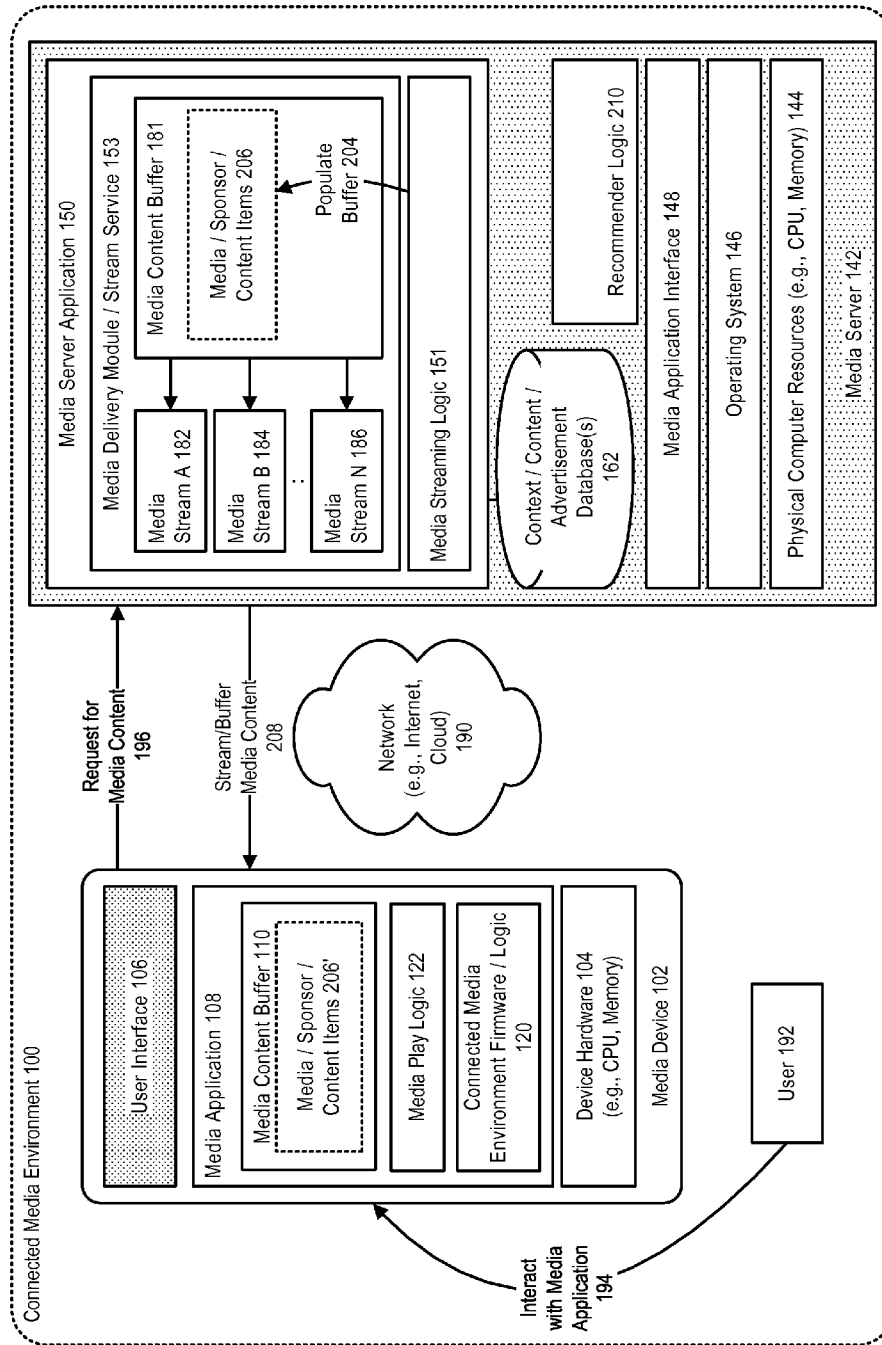 Connected Media Environment 100
User Interface 106
Media Application 108
Media Content Buffer 110
Media / Sponsor /
Content Items 206'
Media Play Logic 122
Connected Media
Environment Firmware / Logic
120
Device Hardware 104
(e.g., CPU, Memory)
Media Device 102
User 192
Interact
with Media
Application
194
Request for
Media Content
196
Stream/Buffer
Media Content
208
Network
(e.g., Internet,
Cloud)
190
Media Server Application 150
Media Delivery Module / Stream Service 153
Media Content Buffer 181
Media / Sponsor /
Content Items 206
Populate
Buffer 204
Media
Stream A 182
Media
Stream B 184
:
Media
Stream N 186
Media Streaming Logic 151
Context / Content /
Advertisement
Database(s)
162
Recommender Logic 210
Media Application Interface 148
Operating System 146
Physical Computer Resources (e.g., CPU, Memory) 144
Media Server 142